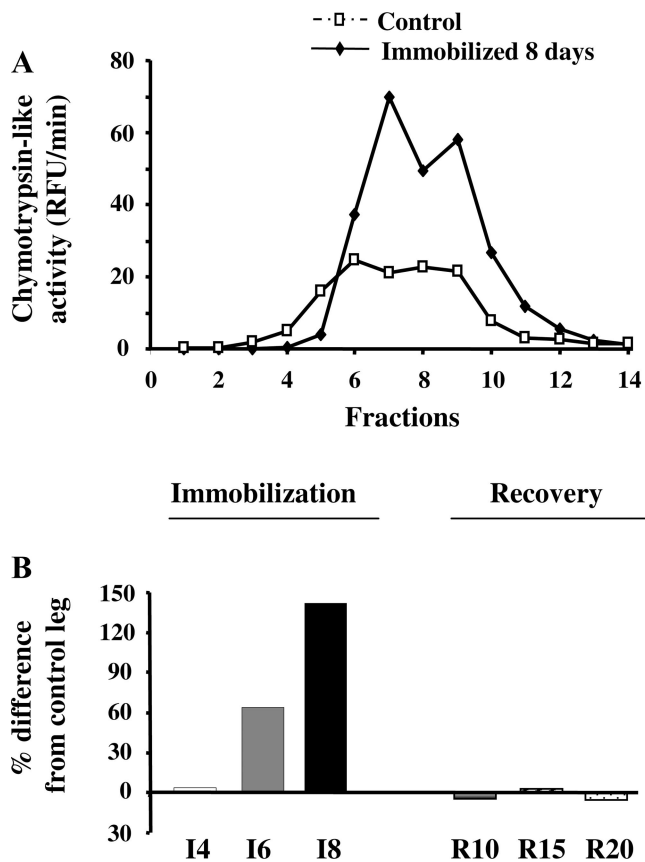 Control
Immobilized 8 days
A
Chymotrypsin-like
activity (RFU/min)
80
60
40
20
0
0 2 4 6 8 10 12 14
Fractions
Immobilization Recovery
B
% difference
from control leg
150
120
90
60
30
0
30
I4 I6 I8 R10 R15 R20